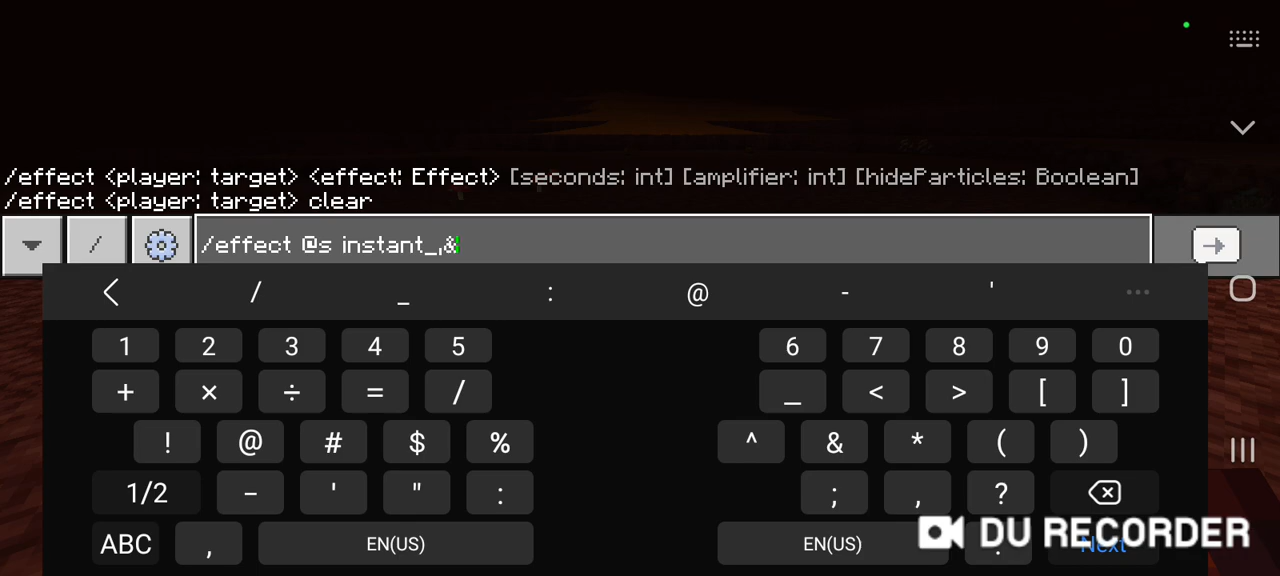 /effect <player: target> <effect: Effect> [seconds: int] [amplifier: int] [hideParticles: Boolean]
/effect <player: target> clear
/
/effect @s instant_,&
/ _ : @ - ' ...
1 2 3 4 5 6 7 8 9 0
+ × ÷ = / _ < > [ ]
! @ # $ % ^ & * ( )
1/2 - ' " : ; , ?
ABC , EN(US) EN(US) . Next
DU RECORDER